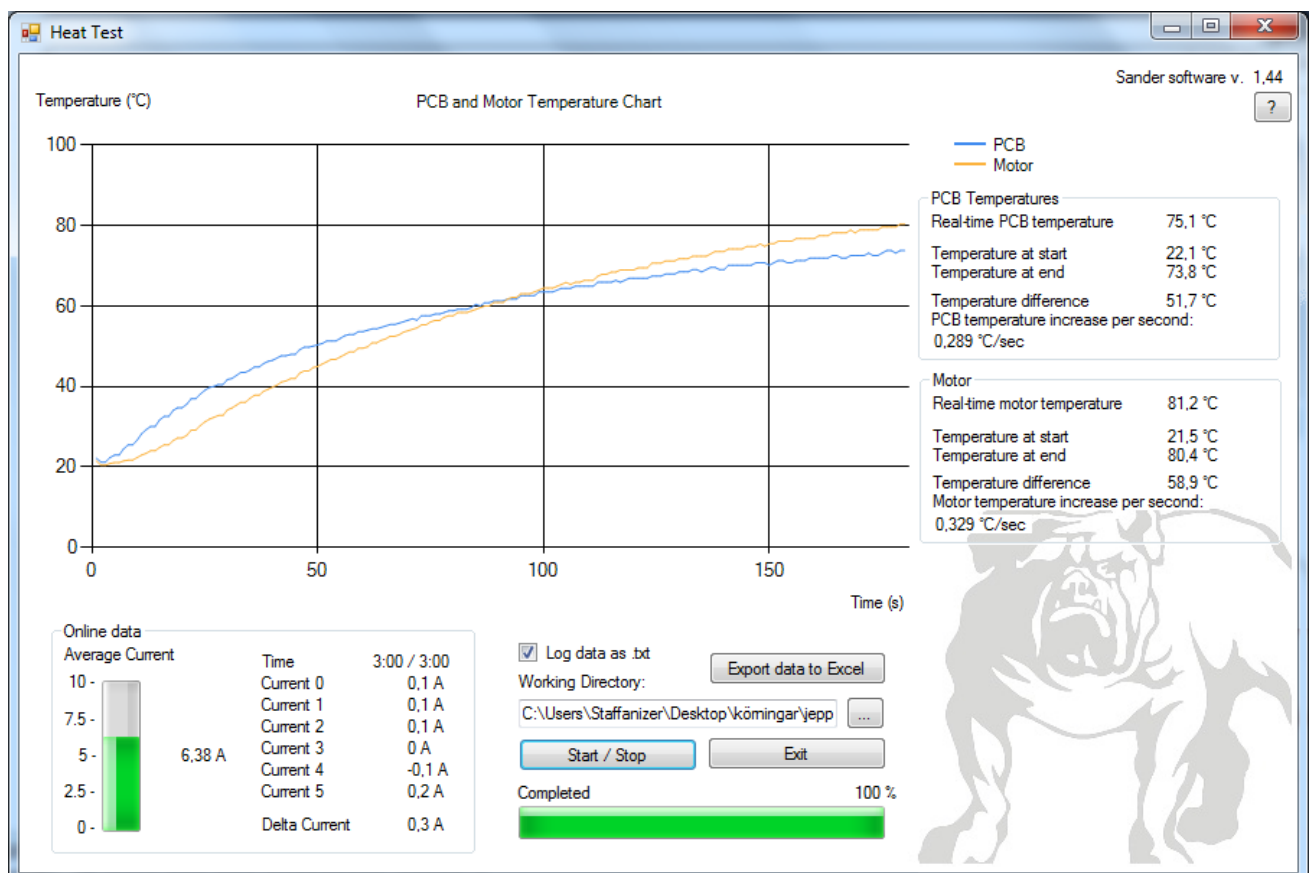 Heat Test
Sander software v. 1,44
?
Temperature (°C)
PCB and Motor Temperature Chart
100
80
60
40
20
0
0 50 100 150
Time (s)
PCB
Motor
PCB Temperatures
Real-time PCB temperature 75,1 °C
Temperature at start 22,1 °C
Temperature at end 73,8 °C
Temperature difference 51,7 °C
PCB temperature increase per second:
0,289 °C/sec
Motor
Real-time motor temperature 81,2 °C
Temperature at start 21,5 °C
Temperature at end 80,4 °C
Temperature difference 58,9 °C
Motor temperature increase per second:
0,329 °C/sec
Online data
Average Current
10 -
7.5 -
5 -
2.5 -
0 -
6,38 A
Time 3:00 / 3:00
Current 0 0,1 A
Current 1 0,1 A
Current 2 0,1 A
Current 3 0 A
Current 4 -0,1 A
Current 5 0,2 A
Delta Current 0,3 A
Log data as .txt
Export data to Excel
Working Directory:
C:\Users\Staffanizer\Desktop\körningar\jepp
...
Start / Stop
Exit
Completed 100 %